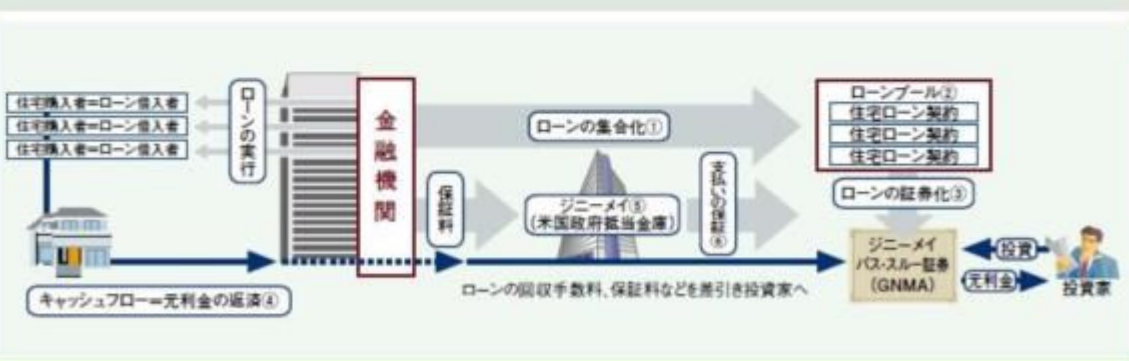 住宅購入者=ローン借入者
住宅購入者=ローン借入者
住宅購入者=ローン借入者
ローンの実行
金融機関
ローンの集合化①
ローンプール②
住宅ローン契約
住宅ローン契約
住宅ローン契約
保証料
ジニーメイ⑤
(米国政府抵当金庫)
支払いの保証⑥
ローンの証券化③
ジニーメイ
パス・スルー証券
(GNMA)
投資
元利金
投資家
キャッシュフロー=元利金の返済④
ローンの回収手数料、保証料などを差引き投資家へ